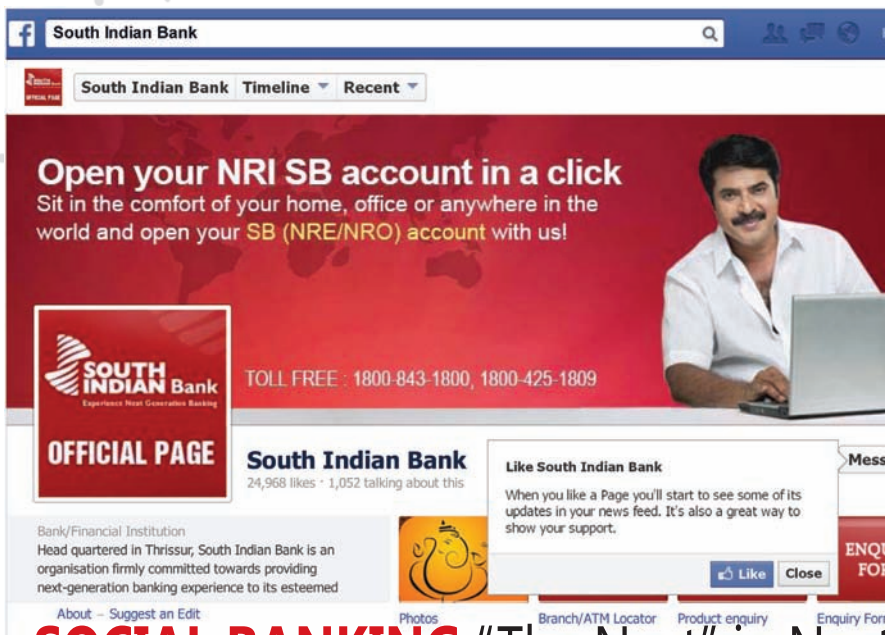 South Indian Bank
South Indian Bank Timeline Recent
OFFICIAL PAGE
Open your NRI SB account in a click
Sit in the comfort of your home, office or anywhere in the
world and open your SB (NRE/NRO) account with us!
SOUTH
INDIAN Bank
Experience Next Generation Banking
OFFICIAL PAGE
TOLL FREE : 1800-843-1800, 1800-425-1809
South Indian Bank
24,968 likes · 1,052 talking about this
Like South Indian Bank
When you like a Page you'll start to see some of its
updates in your news feed. It's also a great way to
show your support.
Like Close
Bank/Financial Institution
Head quartered in Thrissur, South Indian Bank is an
organisation firmly committed towards providing
next-generation banking experience to its esteemed
About – Suggest an Edit
Photos
Branch/ATM Locator
Product enquiry
SOCIAL BANKING "The Next" in